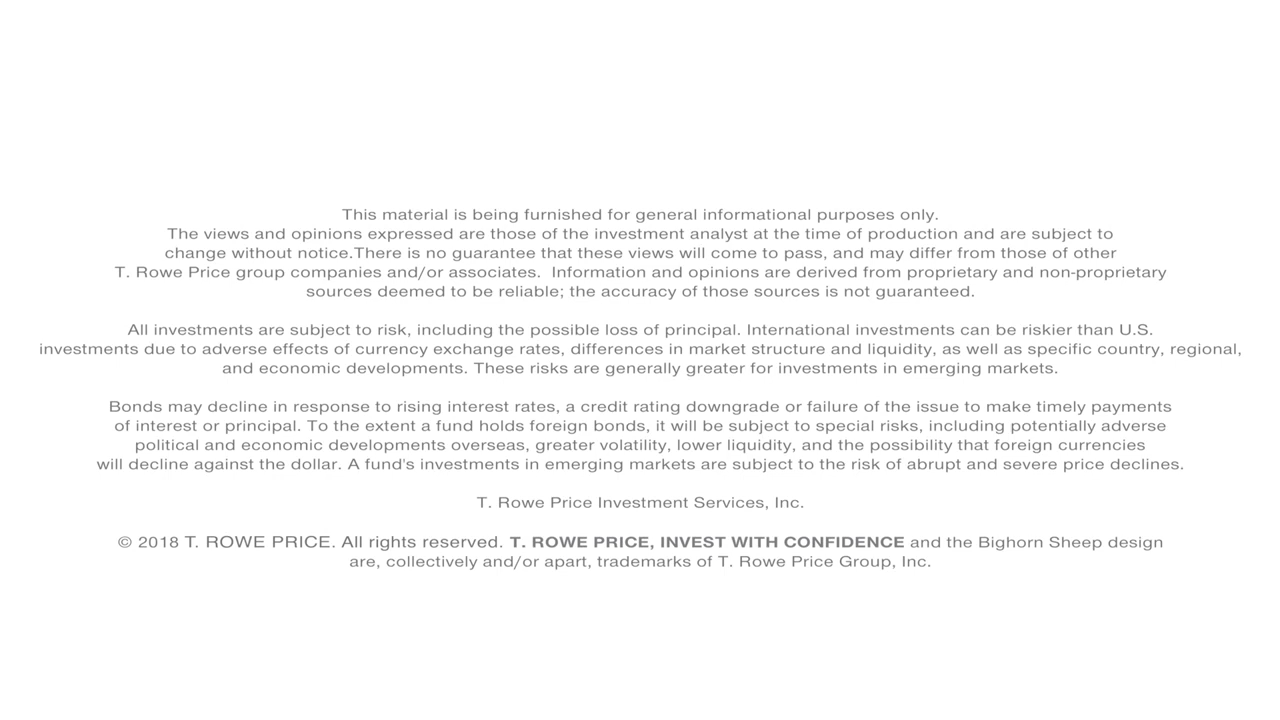 This material is being furnished for general informational purposes only.
The views and opinions expressed are those of the investment analyst at the time of production and are subject to
change without notice.There is no guarantee that these views will come to pass, and may differ from those of other
T. Rowe Price group companies and/or associates.  Information and opinions are derived from proprietary and non-proprietary
sources deemed to be reliable; the accuracy of those sources is not guaranteed.
All investments are subject to risk, including the possible loss of principal. International investments can be riskier than U.S.
investments due to adverse effects of currency exchange rates, differences in market structure and liquidity, as well as specific country, regional,
and economic developments. These risks are generally greater for investments in emerging markets.
Bonds may decline in response to rising interest rates, a credit rating downgrade or failure of the issue to make timely payments
of interest or principal. To the extent a fund holds foreign bonds, it will be subject to special risks, including potentially adverse
political and economic developments overseas, greater volatility, lower liquidity, and the possibility that foreign currencies
will decline against the dollar. A fund's investments in emerging markets are subject to the risk of abrupt and severe price declines.
T. Rowe Price Investment Services, Inc.
© 2018 T. ROWE PRICE. All rights reserved. T. ROWE PRICE, INVEST WITH CONFIDENCE and the Bighorn Sheep design
are, collectively and/or apart, trademarks of T. Rowe Price Group, Inc.